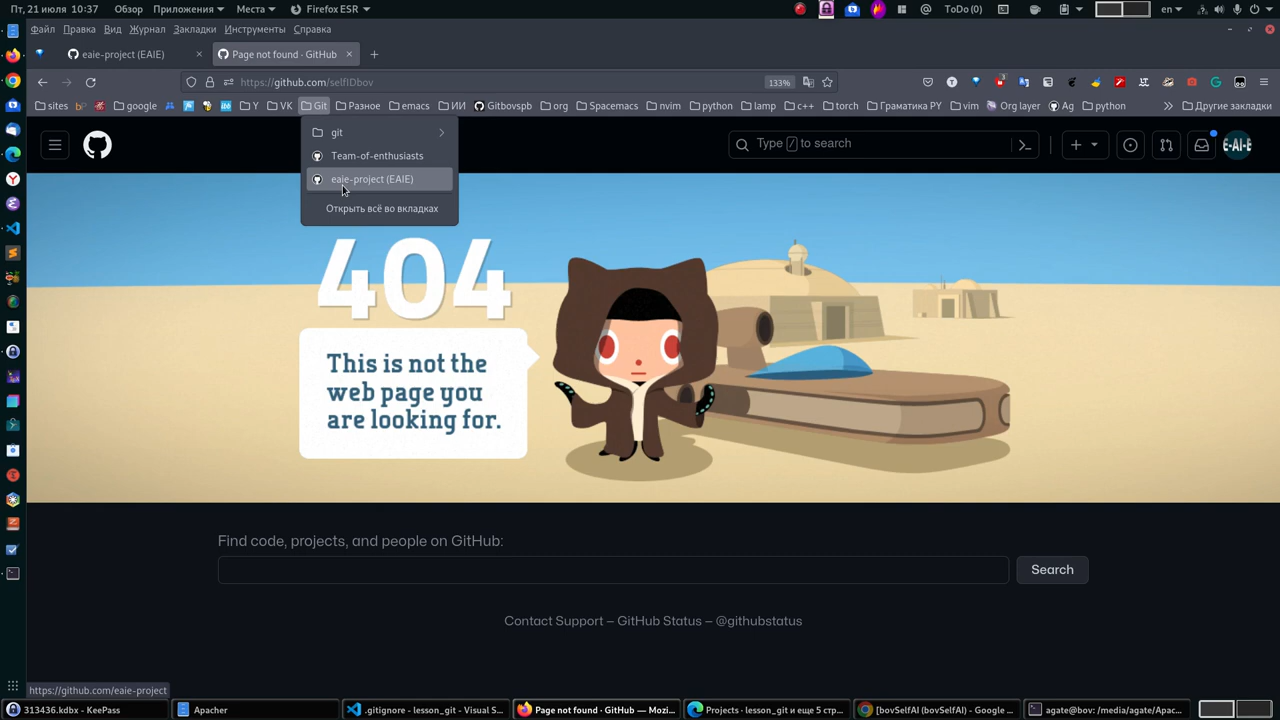 Пт, 21 июля 10:37
Обзор
Приложения
Места
Firefox ESR
@
ToDo (0)
en
Файл Правка Вид Журнал Закладки Инструменты Справка
eaie-project (EAIE)
Page not found · GitHub
https://github.com/selfIDbov
133%
sites
google
Y
VK
Git
Разное
emacs
ИИ
Gitbovspb
org
Spacemacs
nvim
python
lamp
c++
torch
Граматика PY
vim
Org layer
Ag
python
Другие закладки
git
Team-of-enthusiasts
eaie-project (EAIE)
Открыть всё во вкладках
Type / to search
E-AI-E
404
This is not the
web page you
are looking for.
Find code, projects, and people on GitHub:
Search
Contact Support — GitHub Status — @githubstatus
https://github.com/eaie-project
313436.kdbx - KeePass
Apacher
.gitignore - lesson_git - Visual S...
Page not found · GitHub — Mozi...
Projects · lesson_git и еще 5 стр...
[bovSelfAI (bovSelfAI) - Google ...
agate@bov: /media/agate/Apac...